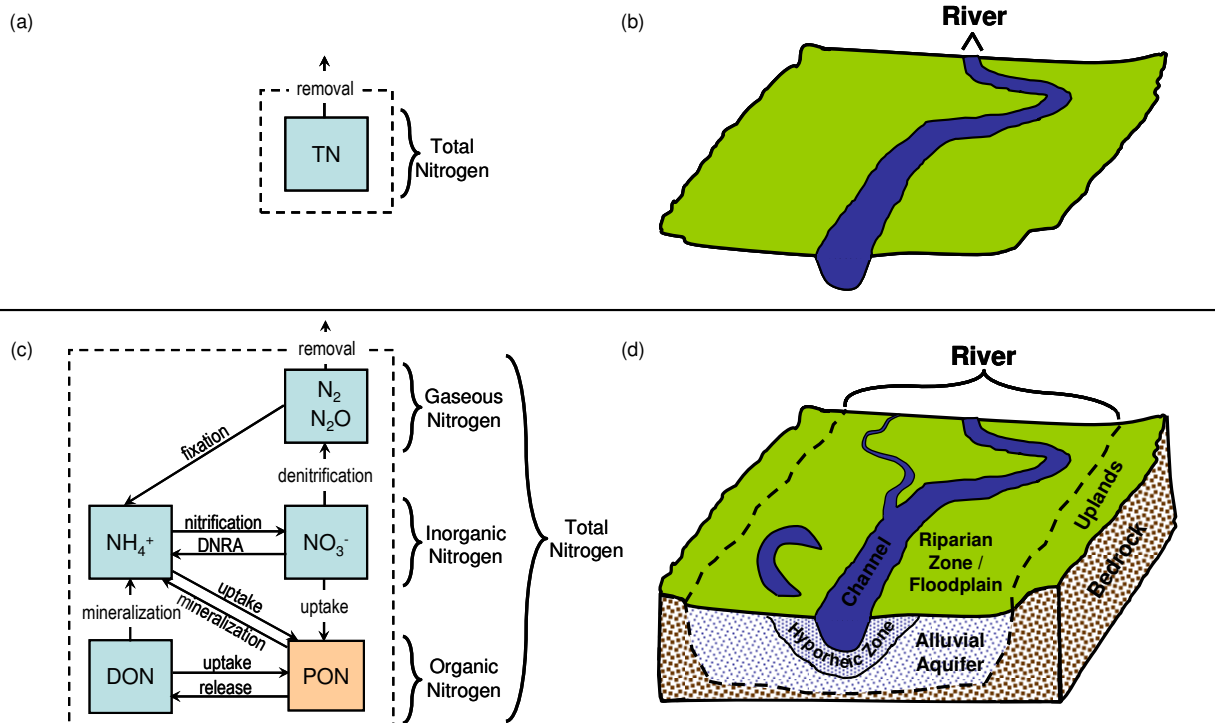 (a)
removal
TN
Total
Nitrogen
(b)
River
(c)
removal
N₂
N₂O
Gaseous
Nitrogen
fixation
denitrification
NH₄⁺
nitrification
DNRA
NO₃⁻
Inorganic
Nitrogen
Total
Nitrogen
mineralization
uptake
mineralization
uptake
DON
uptake
release
PON
Organic
Nitrogen
(d)
River
Uplands
Bedrock
Riparian
Zone /
Floodplain
Channel
Hyporheic Zone
Alluvial
Aquifer